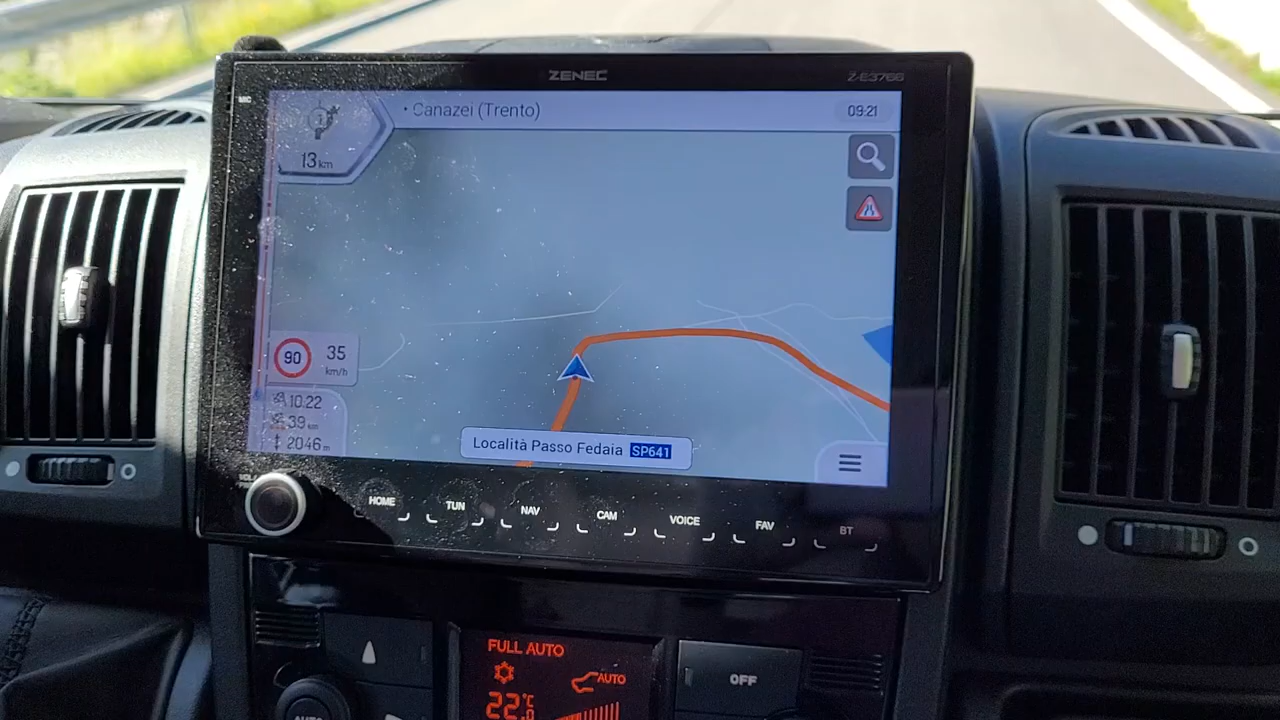 ZENEC
Z-E3766
MIC
• Canazei (Trento)
09:21
13 km
90
35
km/h
10:22
39 km
2046 m
Località Passo Fedaia SP641
HOME
TUN
NAV
CAM
VOICE
FAV
BT
FULL AUTO
AUTO
22°C
OFF
AUTO